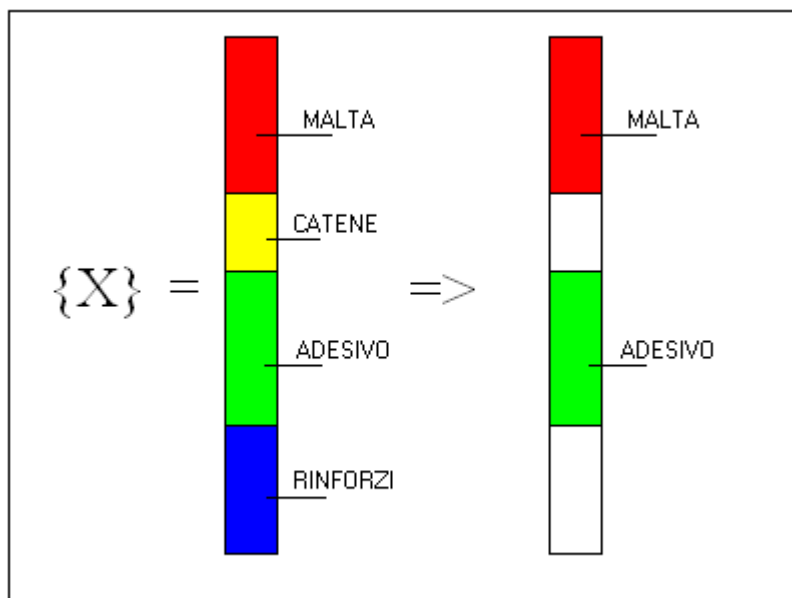 MALTA
CATENE
{X} = =>
ADESIVO
RINFORZI
MALTA
ADESIVO